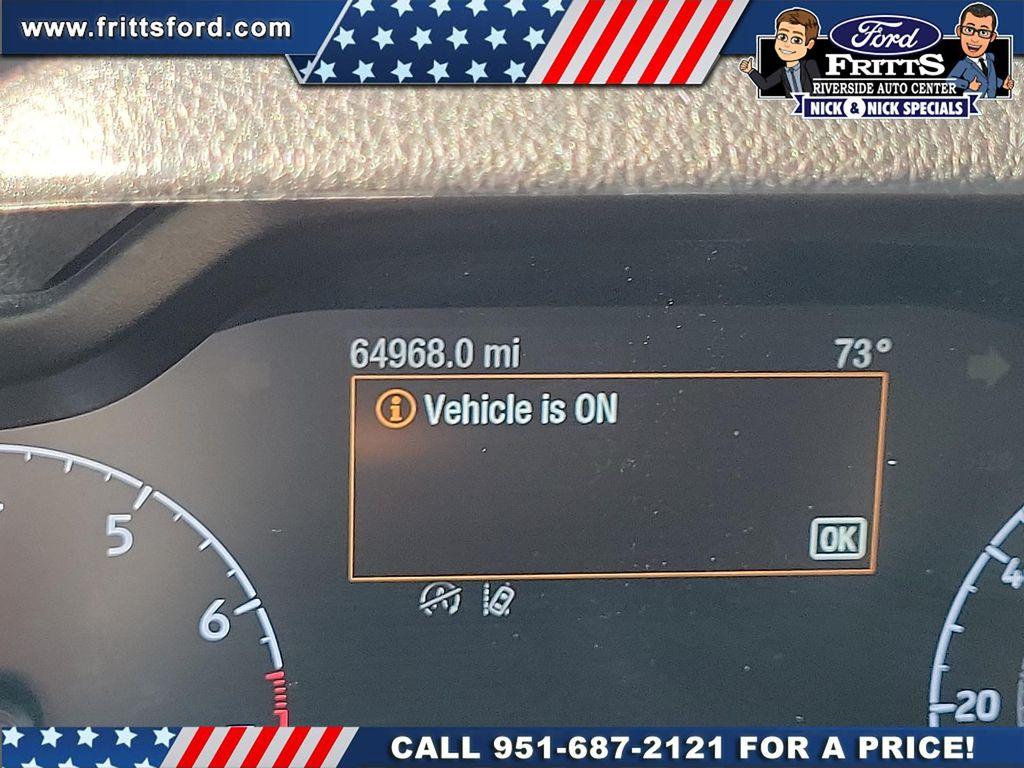 www.frittsford.com
Ford
FRITTS
RIVERSIDE AUTO CENTER
NICK & NICK SPECIALS
64968.0 mi
73°
Vehicle is ON
OK
5
6
4
20
CALL 951-687-2121 FOR A PRICE!